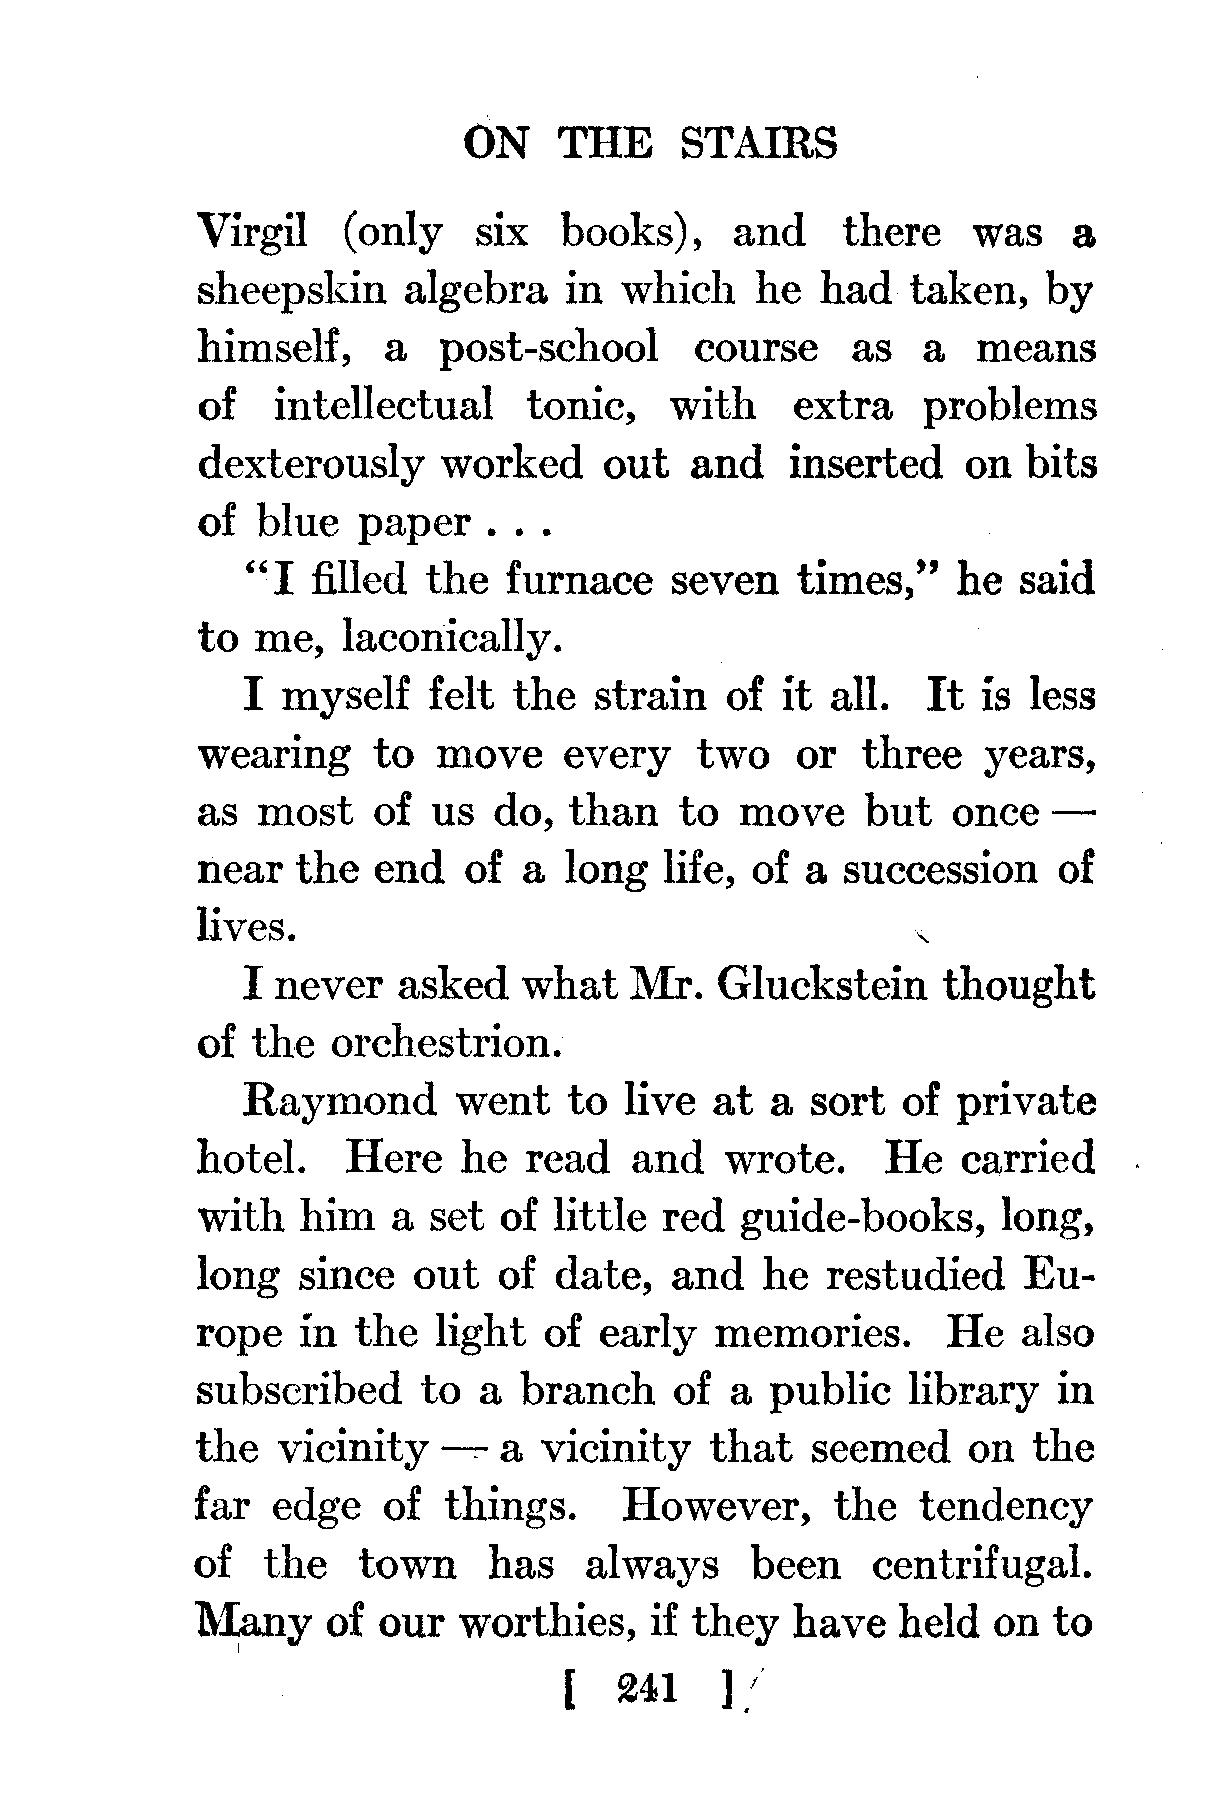 ON THE STAIRS
Virgil (only six books), and there was a
sheepskin algebra in which he had taken, by
himself, a post-school course as a means
of intellectual tonic, with extra problems
dexterously worked out and inserted on bits
of blue paper . . .
“I filled the furnace seven times,” he said
to me, laconically.
I myself felt the strain of it all. It is less
wearing to move every two or three years,
as most of us do, than to move but once —
near the end of a long life, of a succession of
lives.
I never asked what Mr. Gluckstein thought
of the orchestrion.
Raymond went to live at a sort of private
hotel. Here he read and wrote. He carried
with him a set of little red guide-books, long,
long since out of date, and he restudied Eu-
rope in the light of early memories. He also
subscribed to a branch of a public library in
the vicinity — a vicinity that seemed on the
far edge of things. However, the tendency
of the town has always been centrifugal.
Many of our worthies, if they have held on to
[ 241 ]